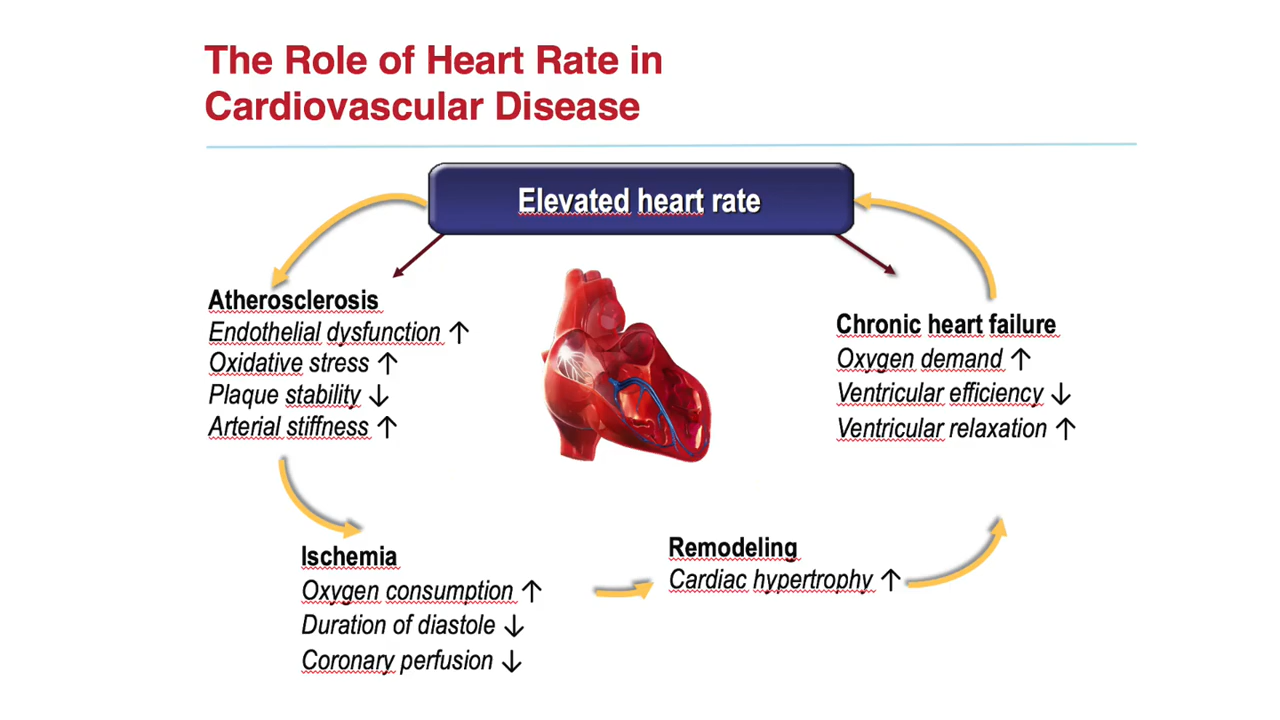 The Role of Heart Rate in
Cardiovascular Disease
Elevated heart rate
Atherosclerosis
Endothelial dysfunction ↑
Oxidative stress ↑
Plaque stability ↓
Arterial stiffness ↑
Chronic heart failure
Oxygen demand ↑
Ventricular efficiency ↓
Ventricular relaxation ↑
Ischemia
Oxygen consumption ↑
Duration of diastole ↓
Coronary perfusion ↓
Remodeling
Cardiac hypertrophy ↑